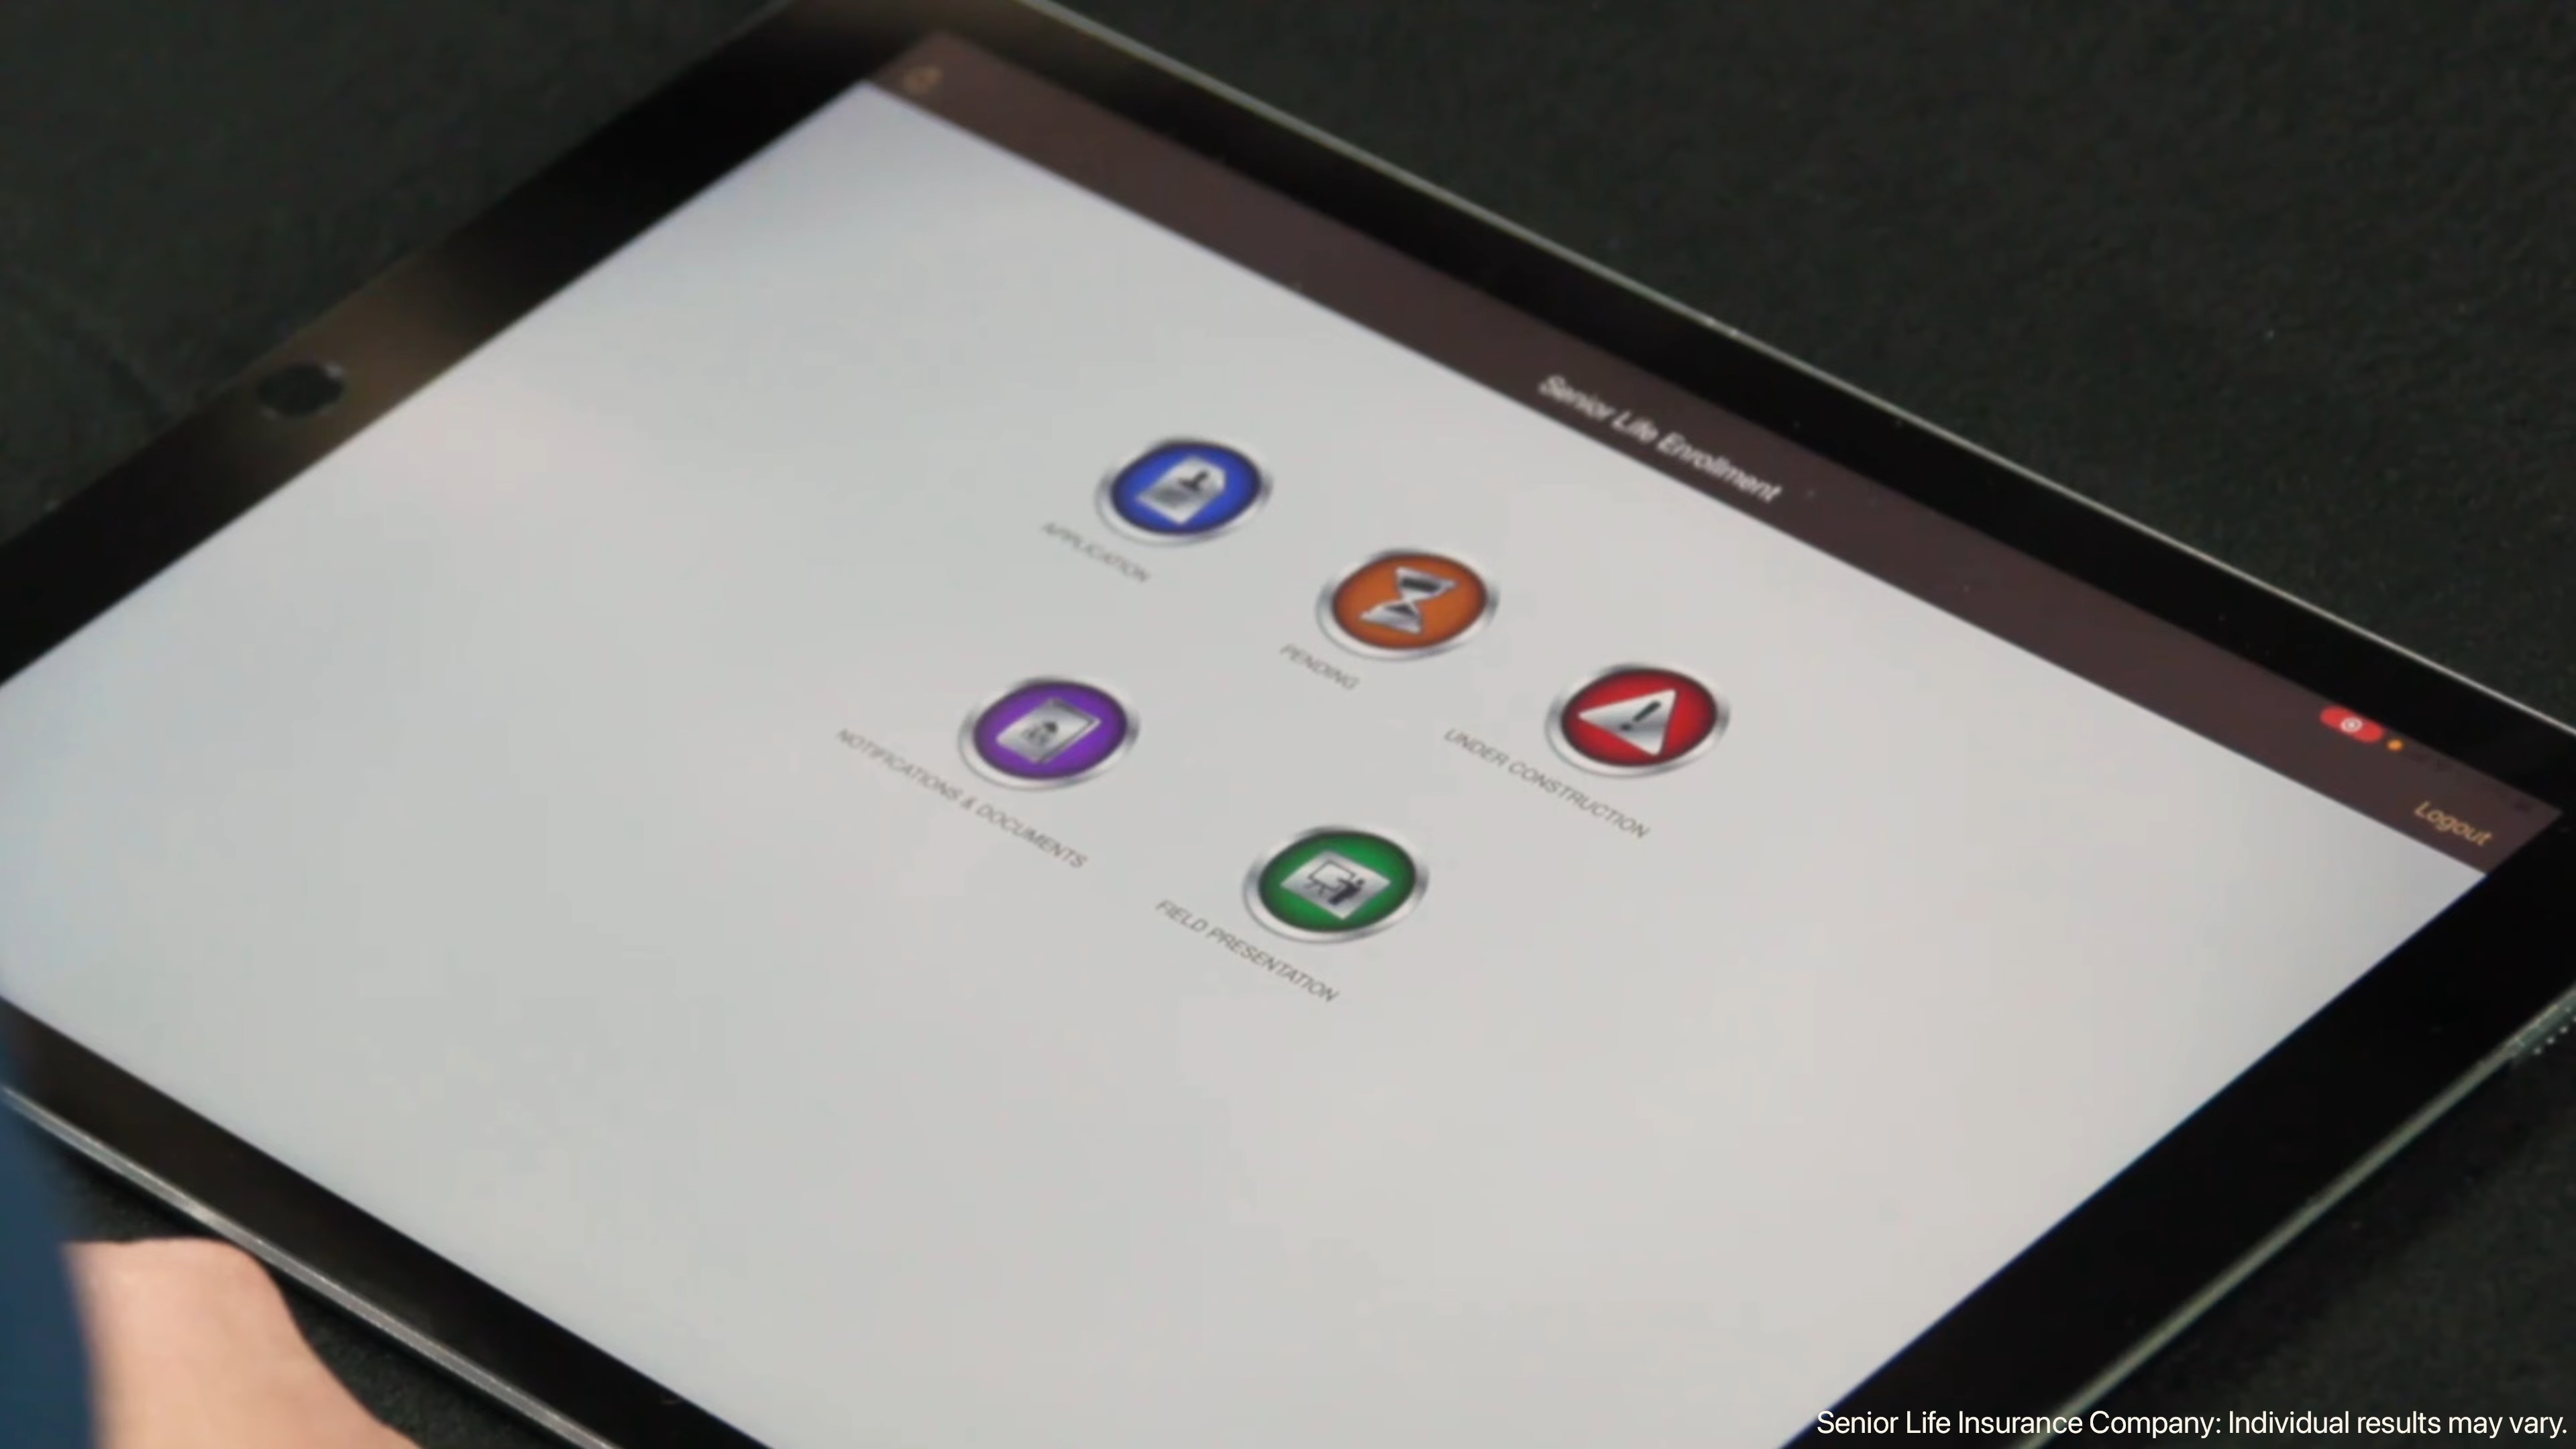 Senior Life Enrollment
Logout
APPLICATION
PENDING
UNDER CONSTRUCTION
NOTIFICATIONS & DOCUMENTS
FIELD PRESENTATION
Senior Life Insurance Company: Individual results may vary.